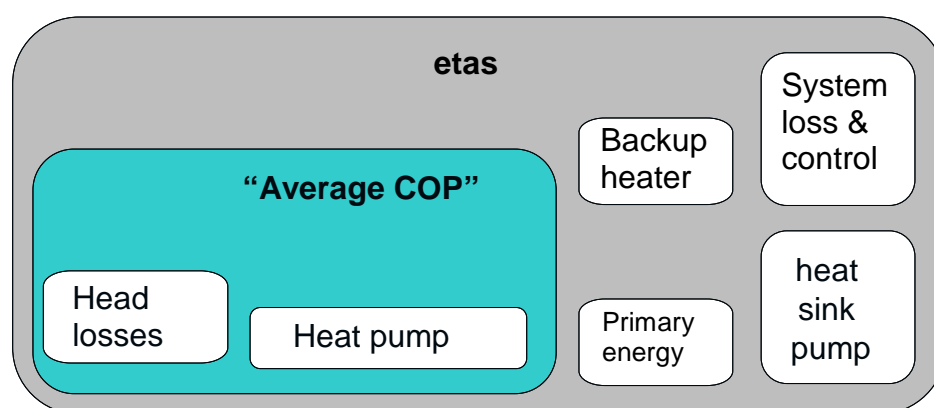 etas
System
loss &
control
Backup
heater
“Average COP”
Head
losses
Heat pump
Primary
energy
heat
sink
pump